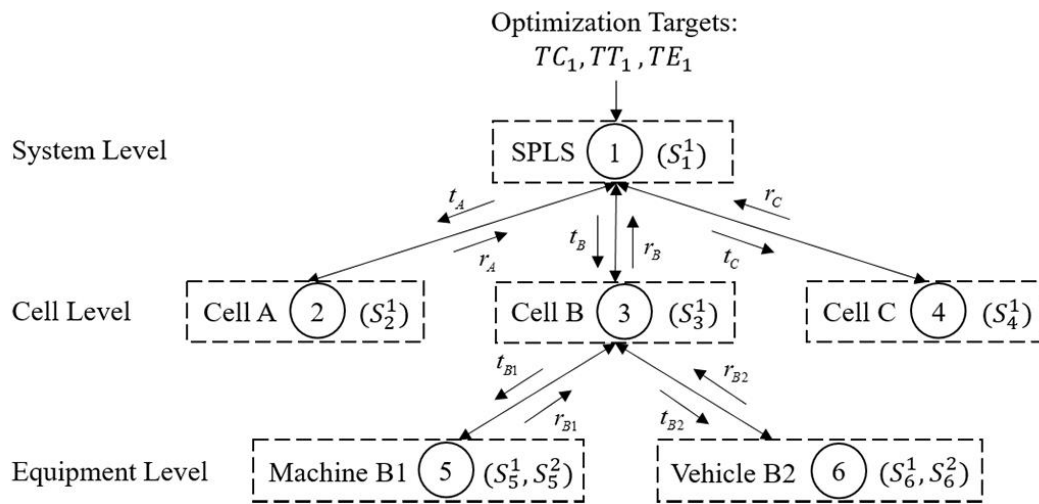 Optimization Targets:
TC₁, TT₁ , TE₁
System Level
SPLS 1 (S₁¹)
t_A
r_C
t_B
r_B
r_A
t_C
Cell Level
Cell A 2 (S₂¹)
Cell B 3 (S₃¹)
Cell C 4 (S₄¹)
t_B1
r_B2
r_B1
t_B2
Equipment Level
Machine B1 5 (S₅¹, S₅²)
Vehicle B2 6 (S₆¹, S₆²)